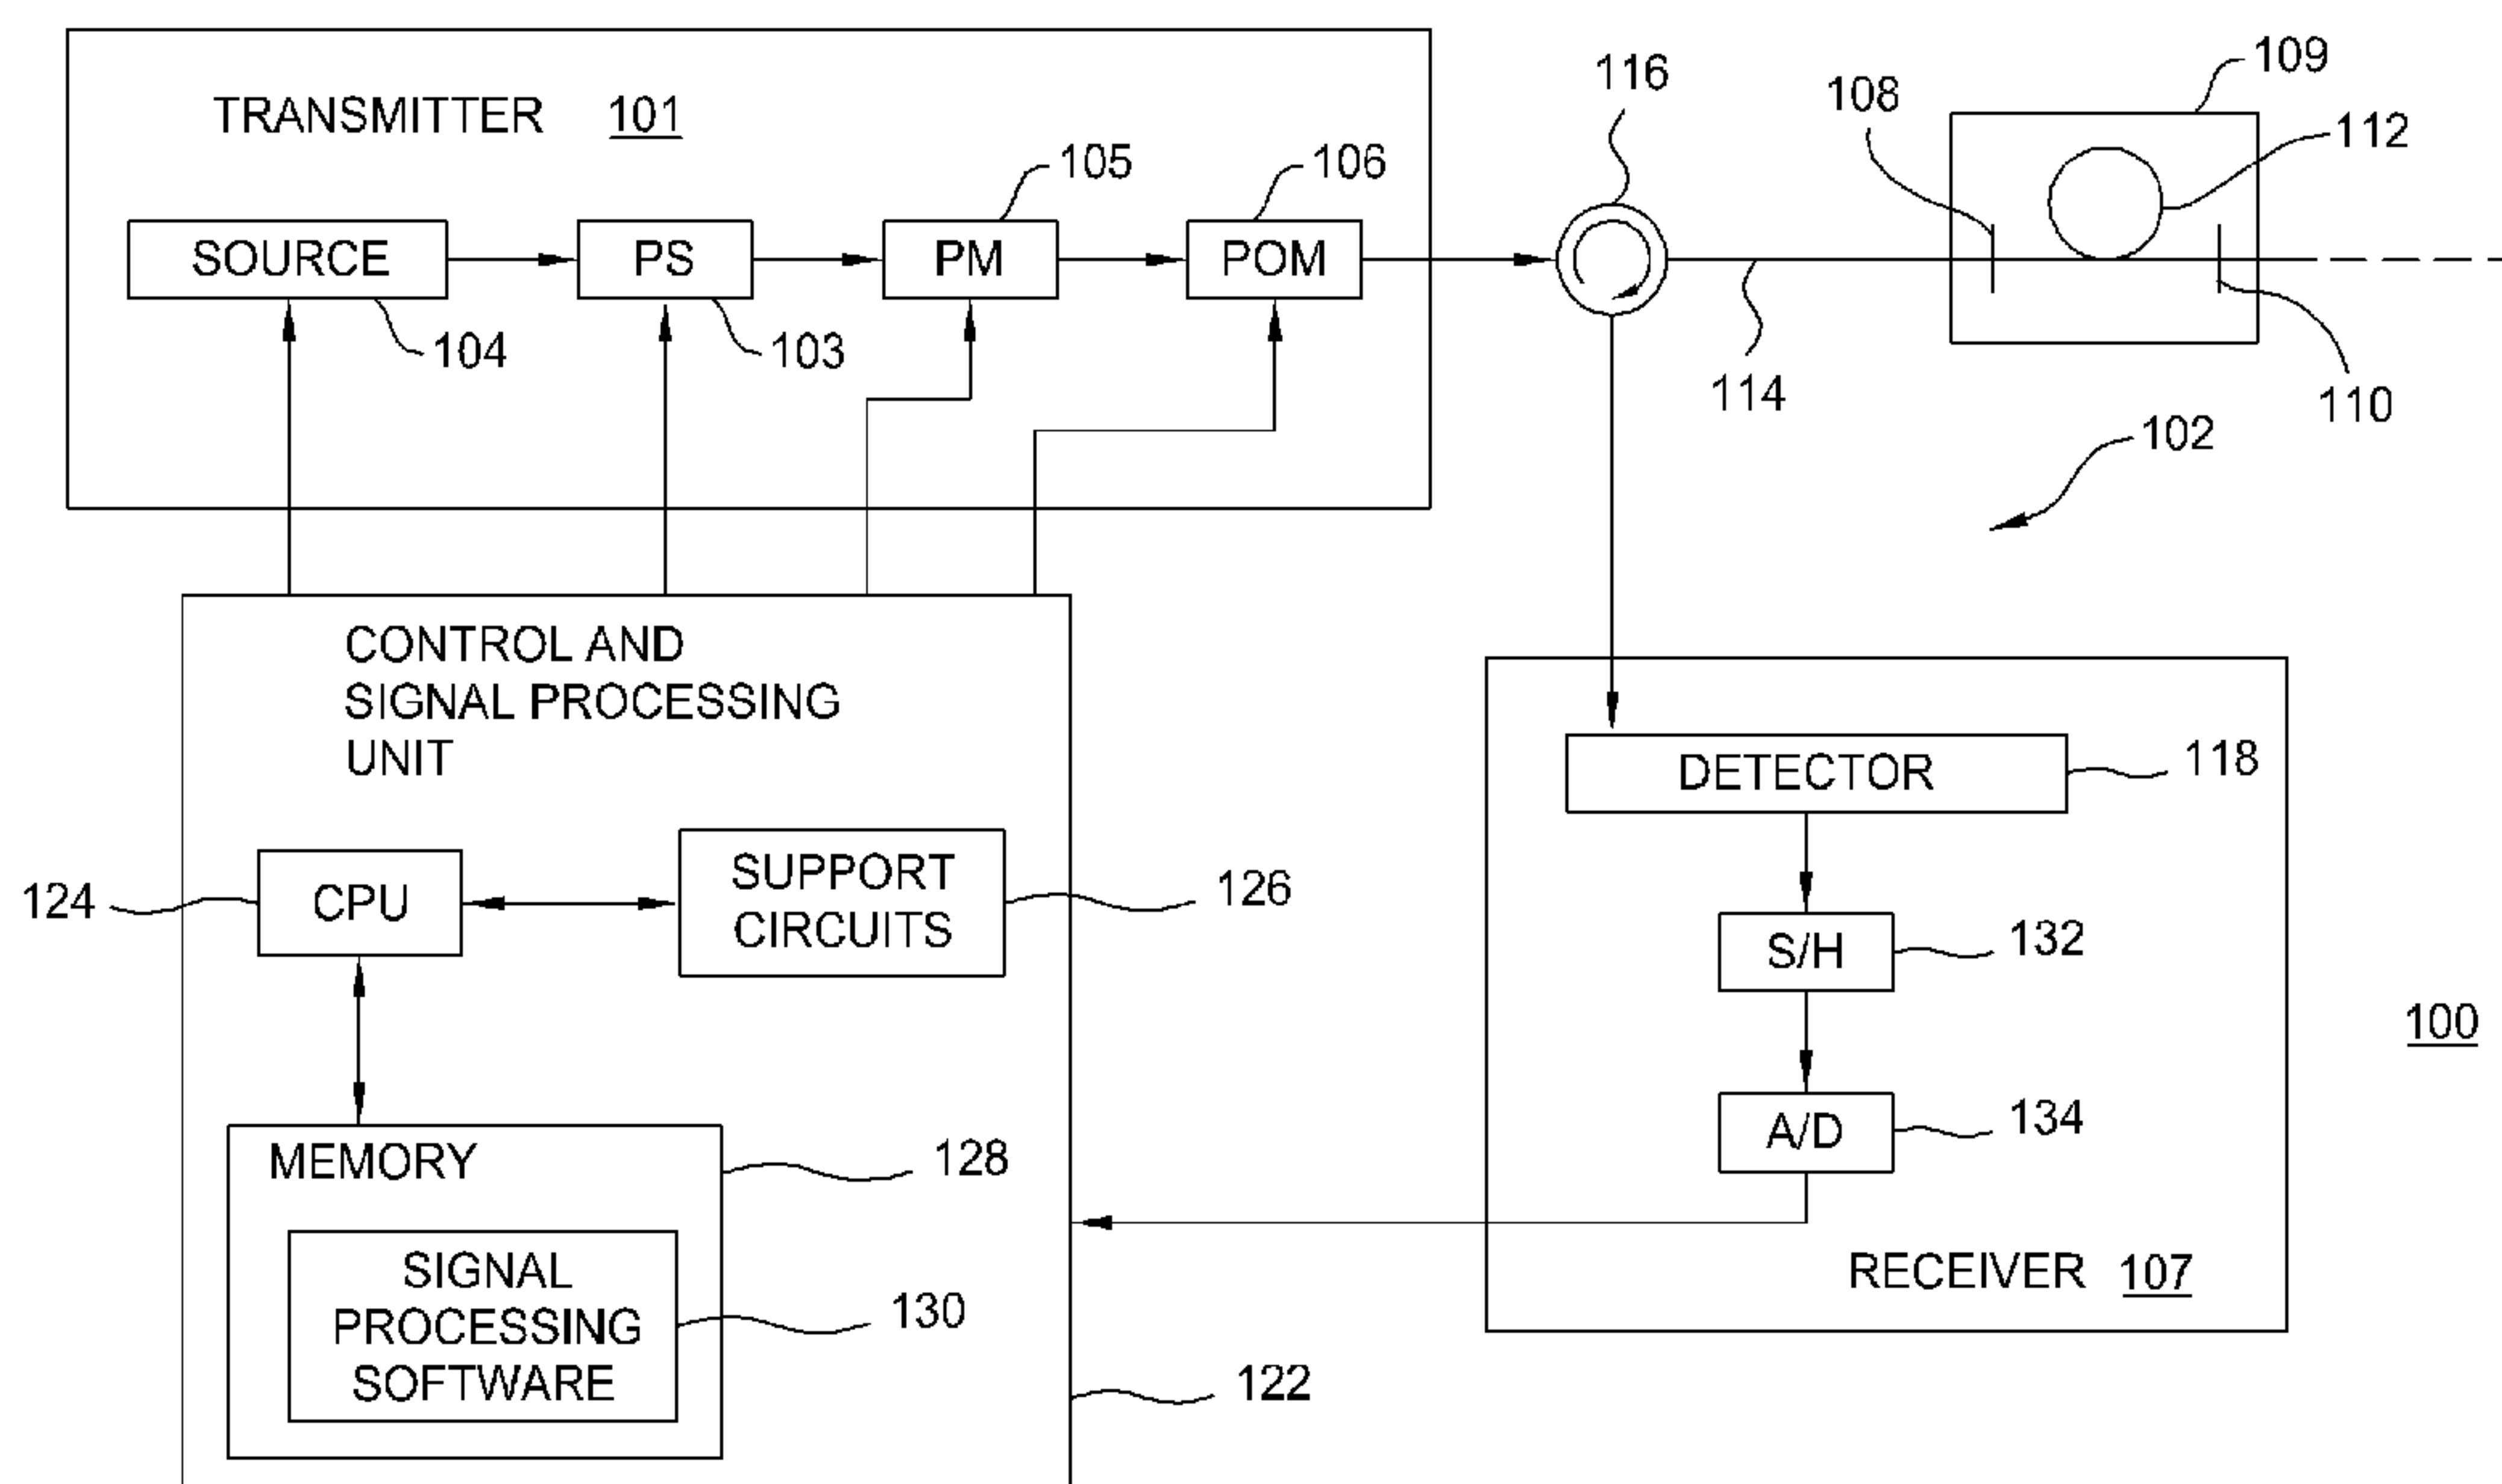 TRANSMITTER 101
105
106
116
108
109
112
SOURCE
PS
PM
POM
104
103
114
110
102
CONTROL AND
SIGNAL PROCESSING
UNIT
DETECTOR
118
124
CPU
SUPPORT
CIRCUITS
126
S/H
132
100
A/D
134
MEMORY
128
SIGNAL
PROCESSING
SOFTWARE
130
RECEIVER 107
122